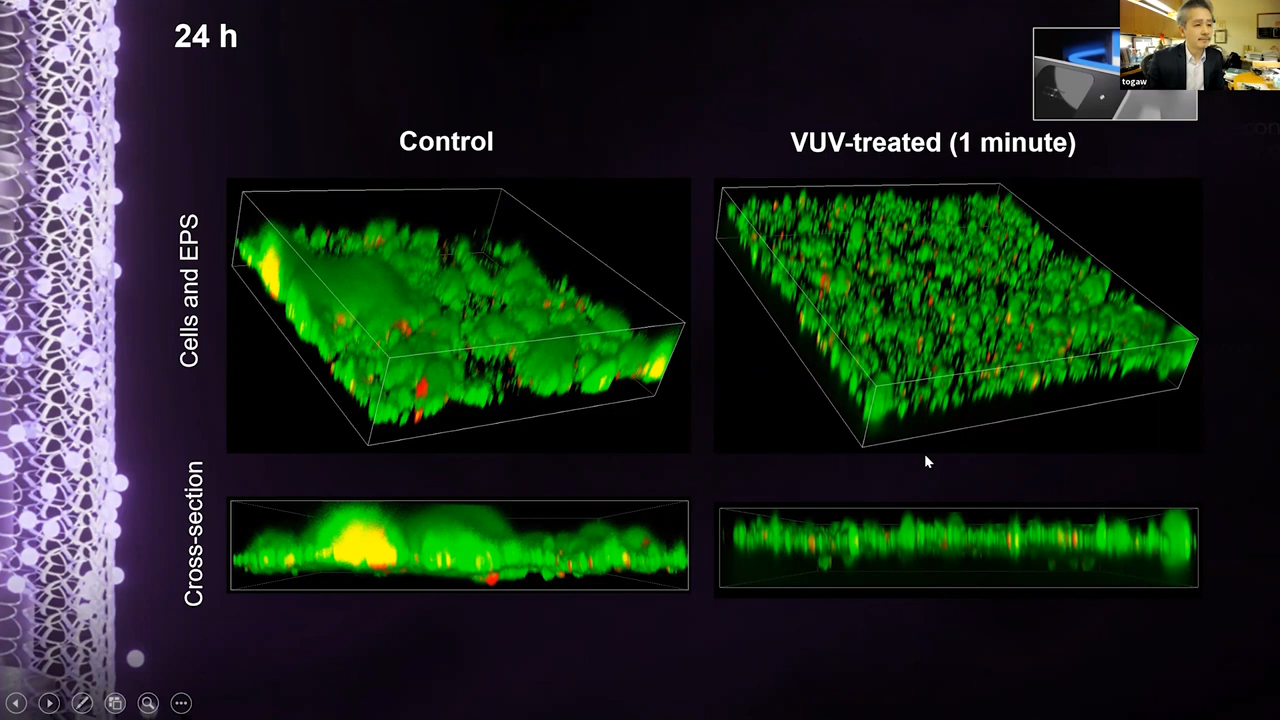 24 h
togaw
Control
VUV-treated (1 minute)
Cells and EPS
Cross-section